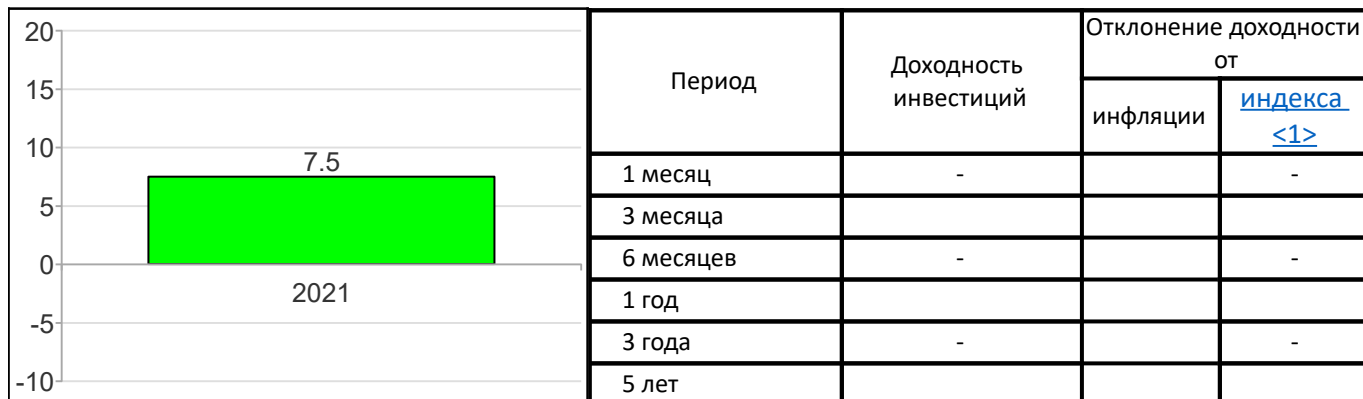 20
15
10
5
0
-5
-10
7.5
2021
Период
Доходность
инвестиций
Отклонение доходности
от
инфляции
индекса
<1>
1 месяц - -
3 месяца
6 месяцев - -
1 год
3 года - -
5 лет